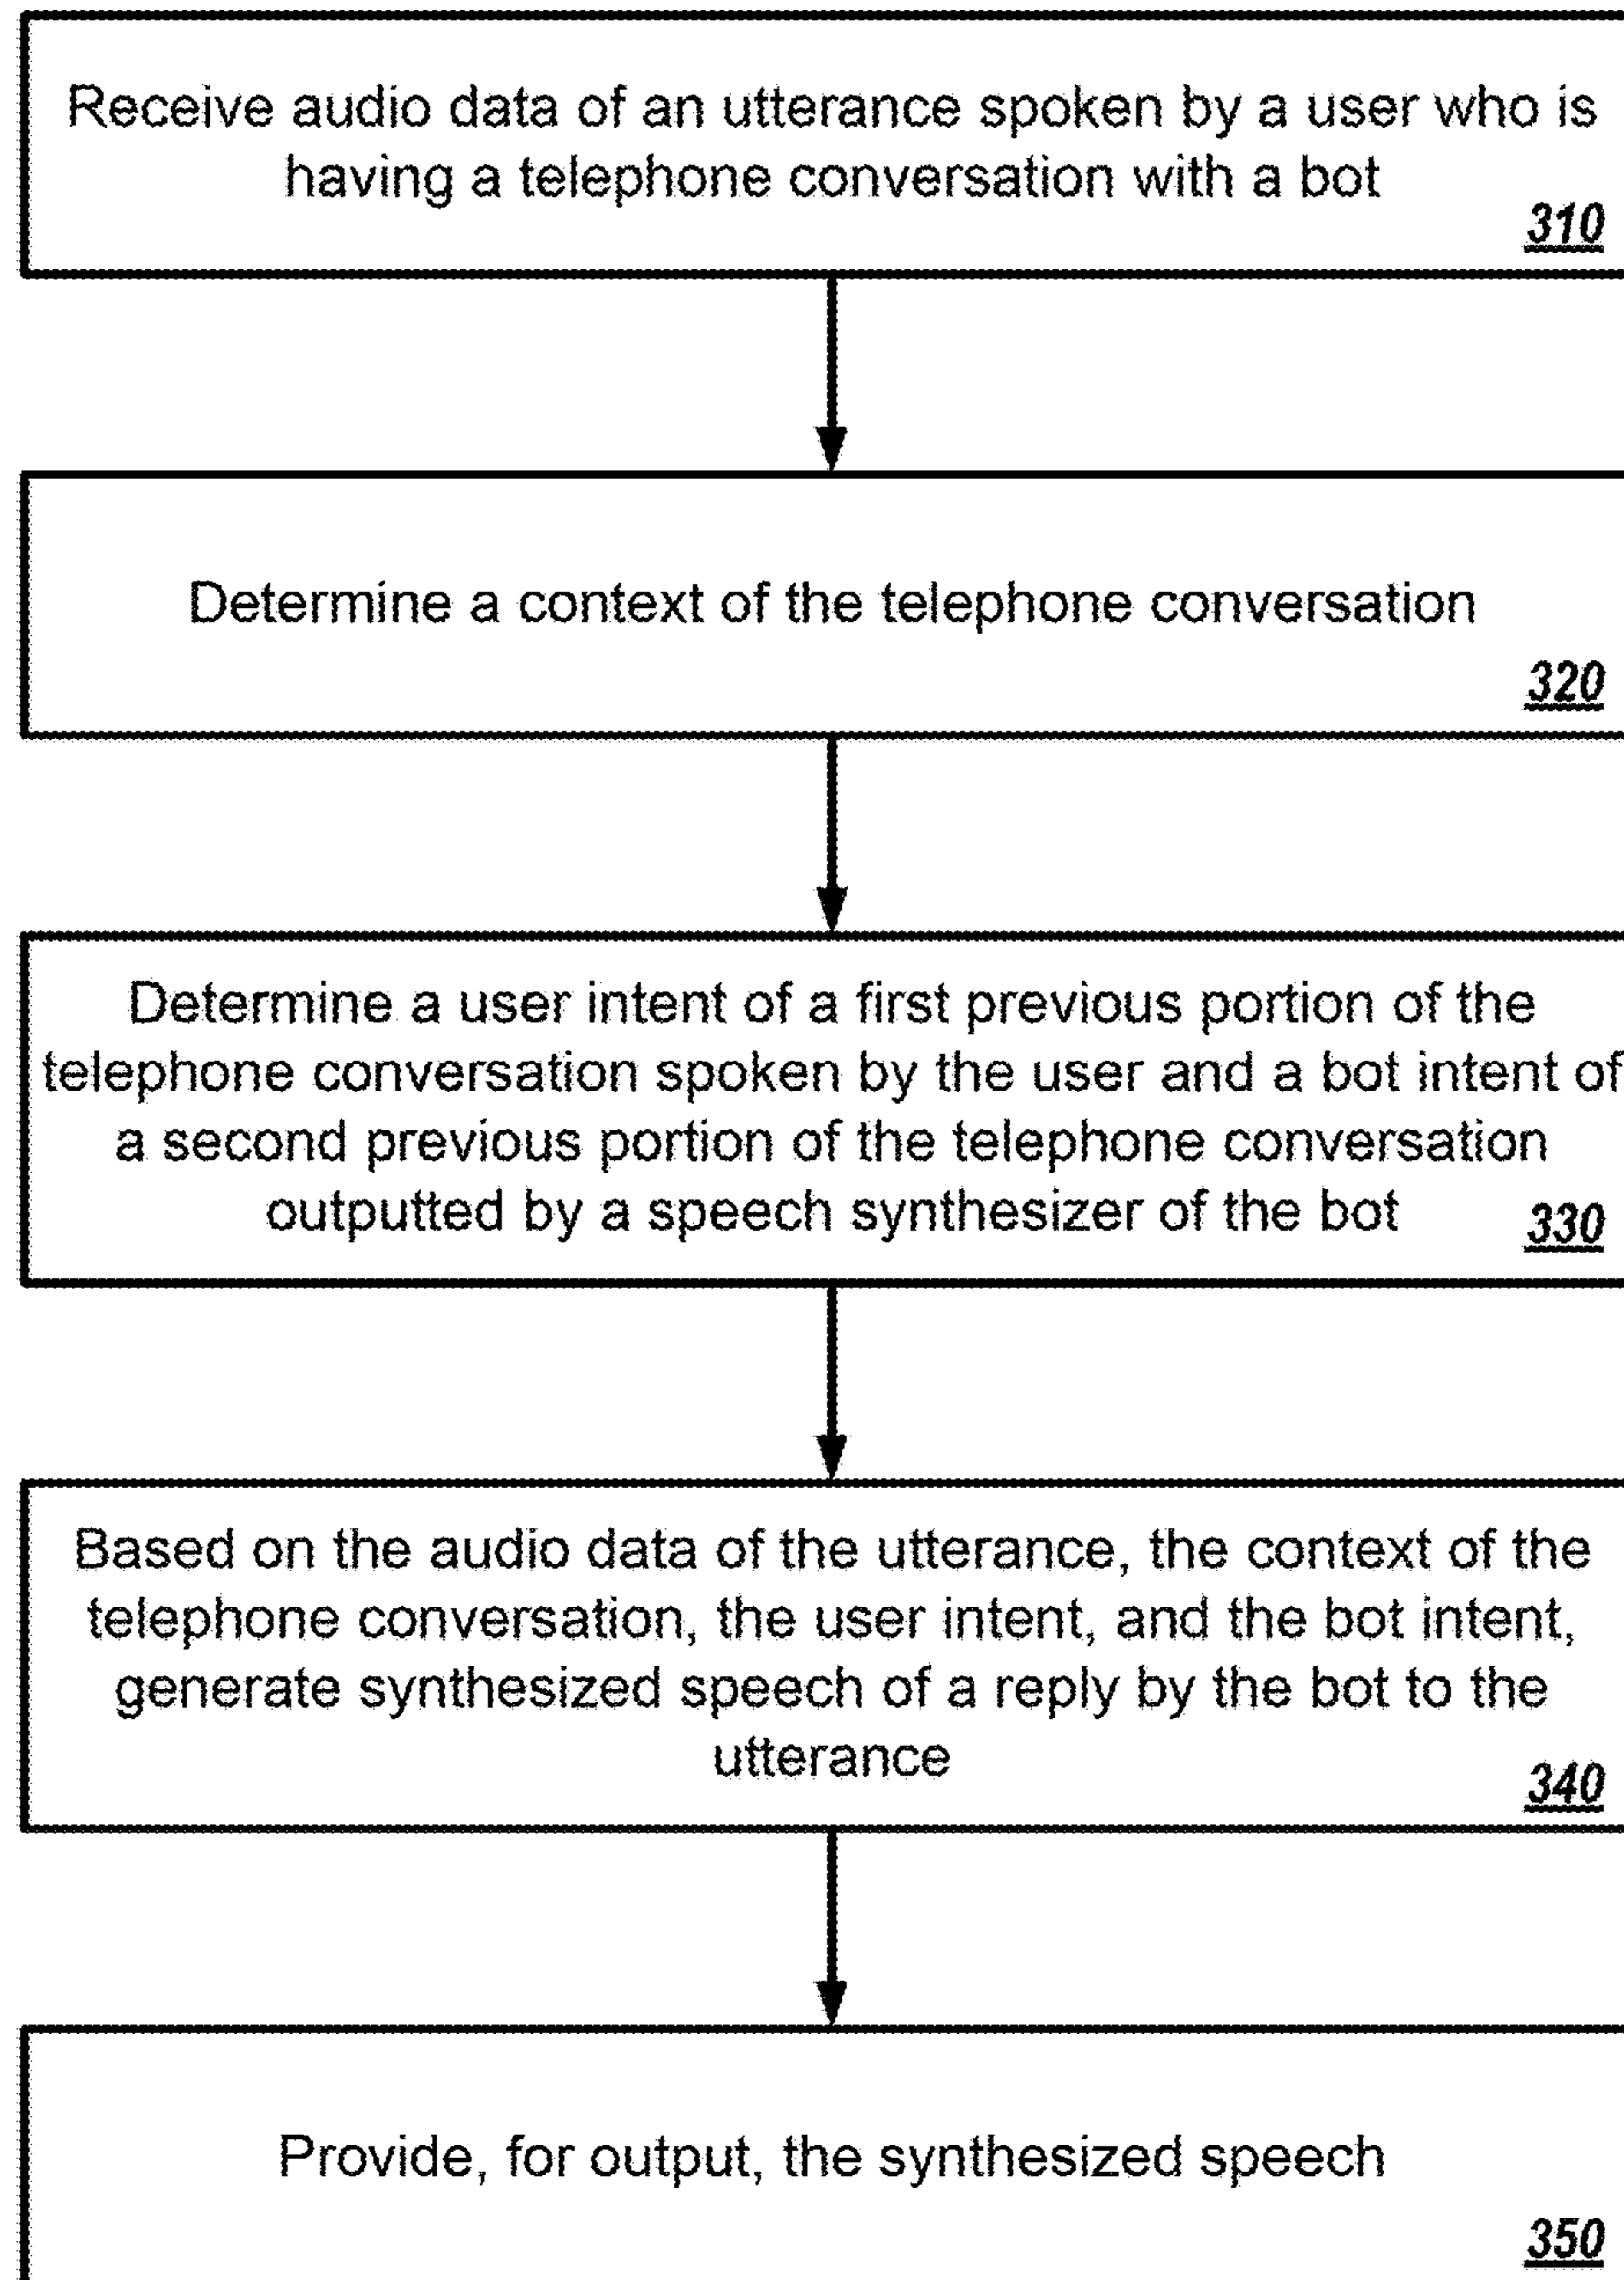 Receive audio data of an utterance spoken by a user who is
having a telephone conversation with a bot
310
Determine a context of the telephone conversation
320
Determine a user intent of a first previous portion of the
telephone conversation spoken by the user and a bot intent of
a second previous portion of the telephone conversation
outputted by a speech synthesizer of the bot
330
Based on the audio data of the utterance, the context of the
telephone conversation, the user intent, and the bot intent,
generate synthesized speech of a reply by the bot to the
utterance
340
Provide, for output, the synthesized speech
350